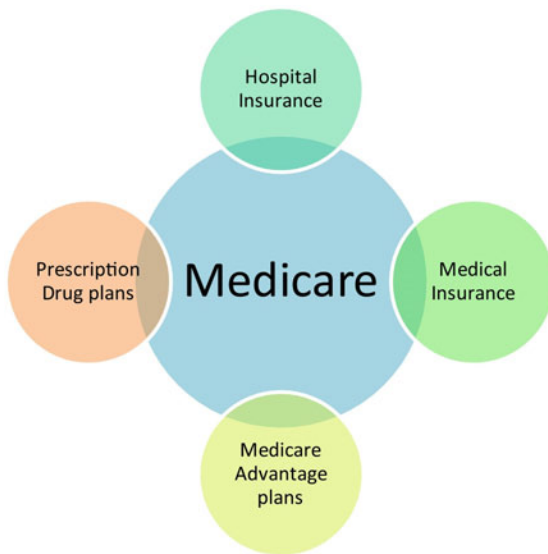 Hospital
Insurance
Prescription
Drug plans
Medicare
Medical
Insurance
Medicare
Advantage
plans